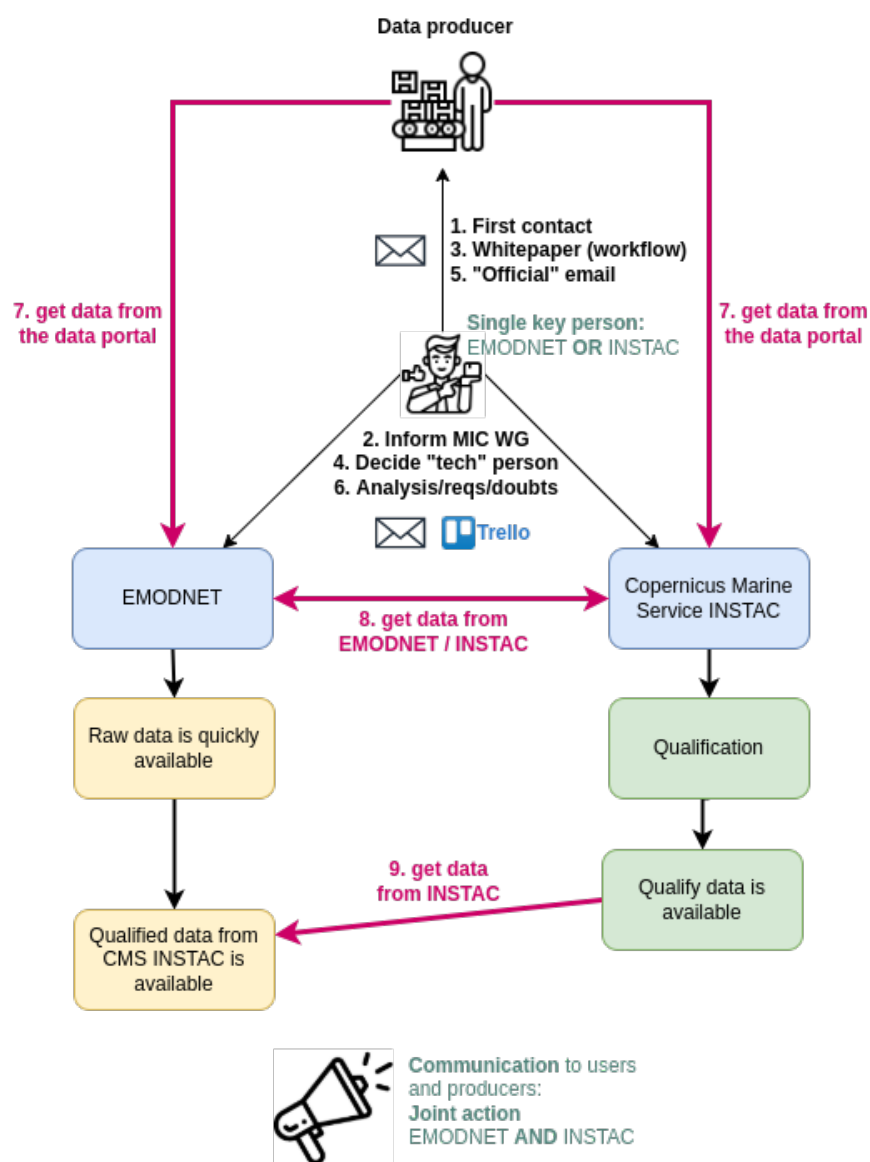 Data producer
1. First contact
3. Whitepaper (workflow)
5. "Official" email
7. get data from
the data portal
7. get data from
the data portal
Single key person:
EMODNET OR INSTAC
2. Inform MIC WG
4. Decide "tech" person
6. Analysis/reqs/doubts
Trello
EMODNET
Copernicus Marine
Service INSTAC
8. get data from
EMODNET / INSTAC
Raw data is quickly
available
Qualification
9. get data
from INSTAC
Qualify data is
available
Qualified data from
CMS INSTAC is
available
Communication to users
and producers:
Joint action
EMODNET AND INSTAC